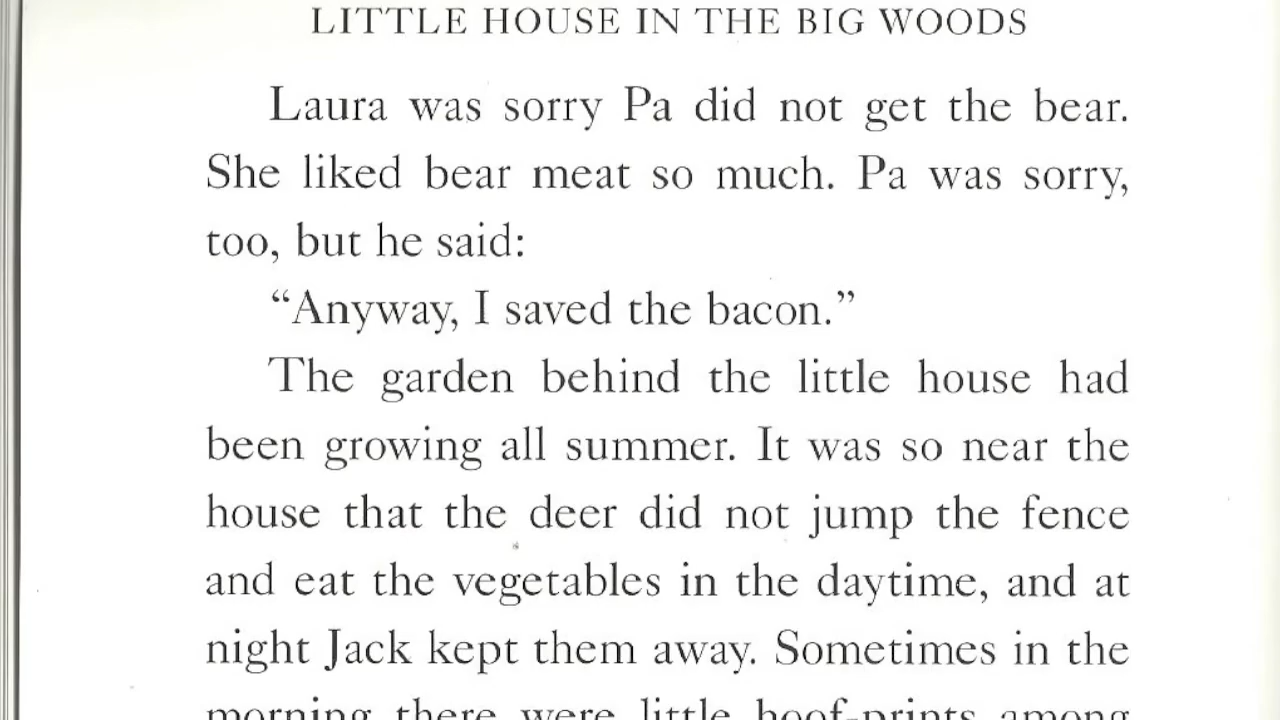 LITTLE HOUSE IN THE BIG WOODS
Laura was sorry Pa did not get the bear.
She liked bear meat so much. Pa was sorry,
too, but he said:
“Anyway, I saved the bacon.”
The garden behind the little house had
been growing all summer. It was so near the
house that the deer did not jump the fence
and eat the vegetables in the daytime, and at
night Jack kept them away. Sometimes in the
morning there were little hoof-prints among